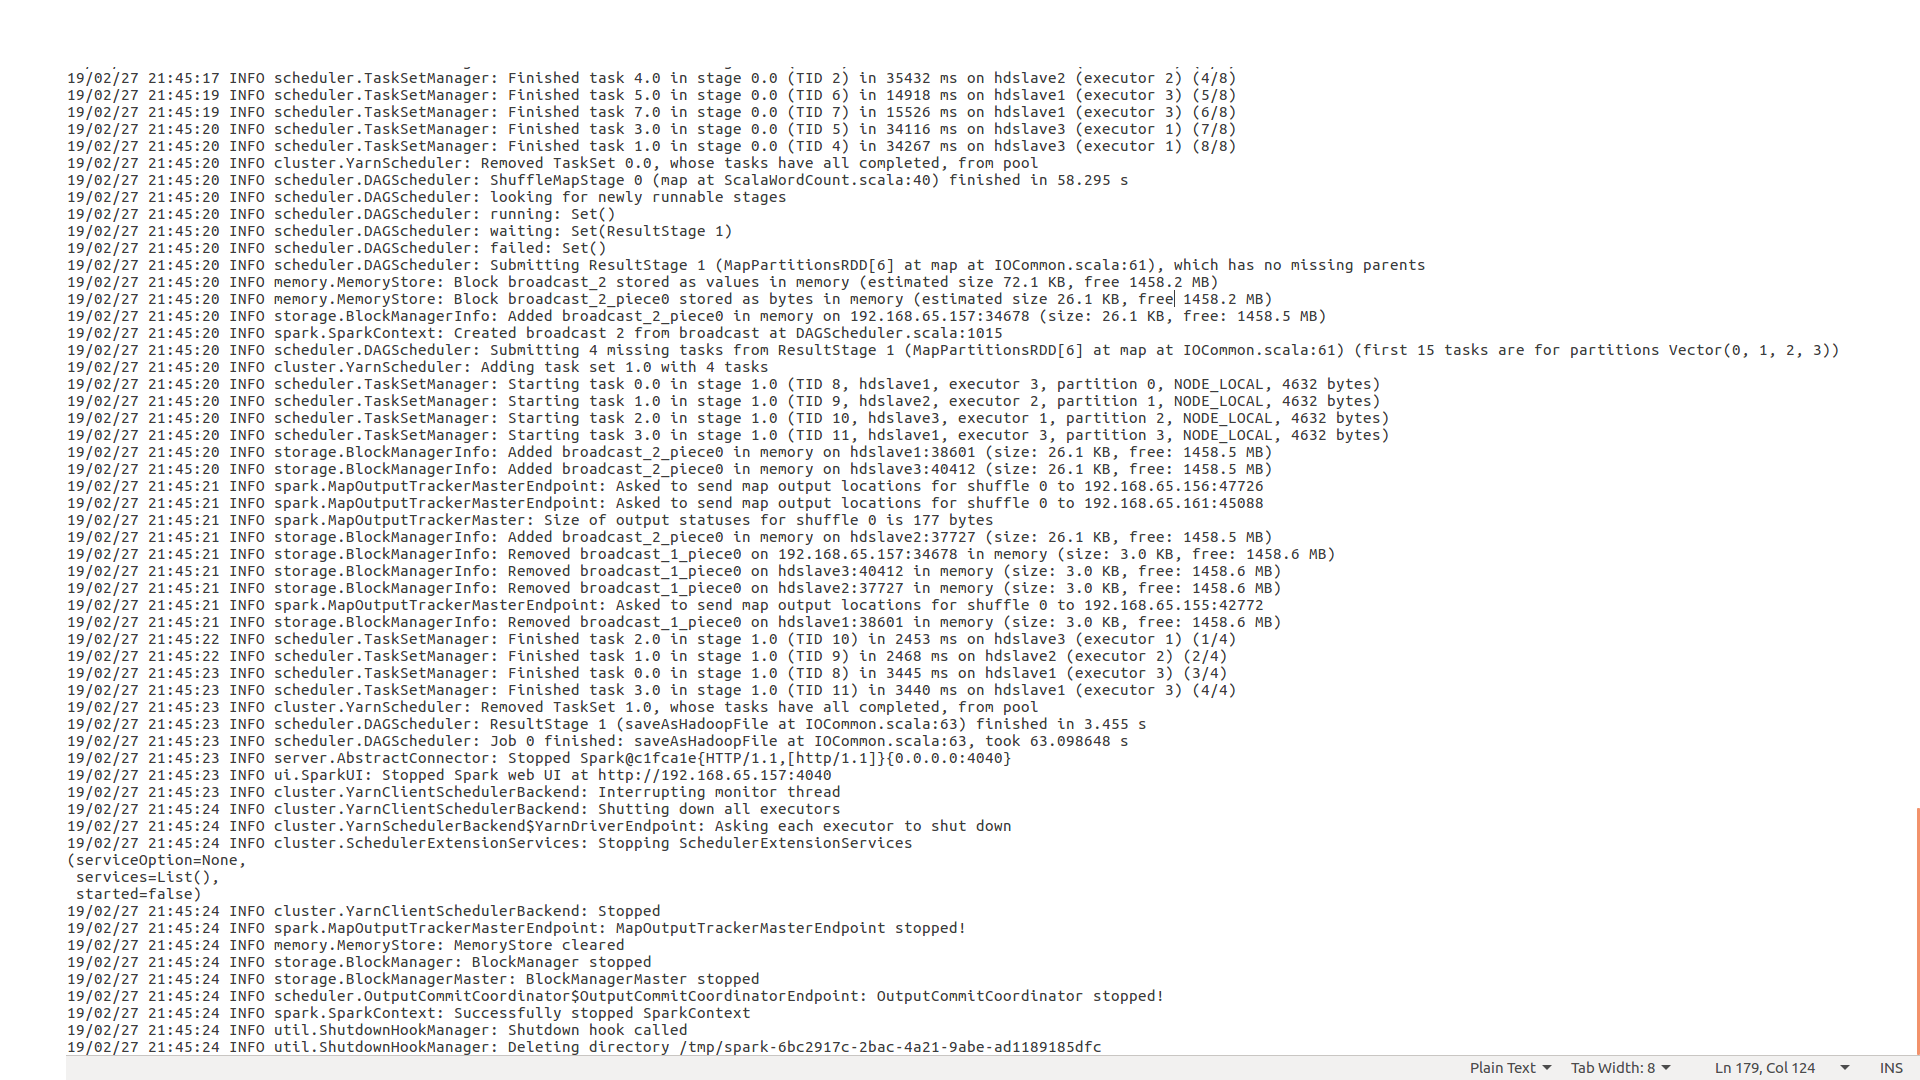 19/02/27 21:45:17 INFO scheduler.TaskSetManager: Finished task 4.0 in stage 0.0 (TID 2) in 35432 ms on hdslave2 (executor 2) (4/8)
19/02/27 21:45:19 INFO scheduler.TaskSetManager: Finished task 5.0 in stage 0.0 (TID 6) in 14918 ms on hdslave1 (executor 3) (5/8)
19/02/27 21:45:19 INFO scheduler.TaskSetManager: Finished task 7.0 in stage 0.0 (TID 7) in 15526 ms on hdslave1 (executor 3) (6/8)
19/02/27 21:45:20 INFO scheduler.TaskSetManager: Finished task 3.0 in stage 0.0 (TID 5) in 34116 ms on hdslave3 (executor 1) (7/8)
19/02/27 21:45:20 INFO scheduler.TaskSetManager: Finished task 1.0 in stage 0.0 (TID 4) in 34267 ms on hdslave3 (executor 1) (8/8)
19/02/27 21:45:20 INFO cluster.YarnScheduler: Removed TaskSet 0.0, whose tasks have all completed, from pool
19/02/27 21:45:20 INFO scheduler.DAGScheduler: ShuffleMapStage 0 (map at ScalaWordCount.scala:40) finished in 58.295 s
19/02/27 21:45:20 INFO scheduler.DAGScheduler: looking for newly runnable stages
19/02/27 21:45:20 INFO scheduler.DAGScheduler: running: Set()
19/02/27 21:45:20 INFO scheduler.DAGScheduler: waiting: Set(ResultStage 1)
19/02/27 21:45:20 INFO scheduler.DAGScheduler: failed: Set()
19/02/27 21:45:20 INFO scheduler.DAGScheduler: Submitting ResultStage 1 (MapPartitionsRDD[6] at map at IOCommon.scala:61), which has no missing parents
19/02/27 21:45:20 INFO memory.MemoryStore: Block broadcast_2 stored as values in memory (estimated size 72.1 KB, free 1458.2 MB)
19/02/27 21:45:20 INFO memory.MemoryStore: Block broadcast_2_piece0 stored as bytes in memory (estimated size 26.1 KB, free 1458.2 MB)
19/02/27 21:45:20 INFO storage.BlockManagerInfo: Added broadcast_2_piece0 in memory on 192.168.65.157:34678 (size: 26.1 KB, free: 1458.5 MB)
19/02/27 21:45:20 INFO spark.SparkContext: Created broadcast 2 from broadcast at DAGScheduler.scala:1015
19/02/27 21:45:20 INFO scheduler.DAGScheduler: Submitting 4 missing tasks from ResultStage 1 (MapPartitionsRDD[6] at map at IOCommon.scala:61) (first 15 tasks are for partitions Vector(0, 1, 2, 3))
19/02/27 21:45:20 INFO cluster.YarnScheduler: Adding task set 1.0 with 4 tasks
19/02/27 21:45:20 INFO scheduler.TaskSetManager: Starting task 0.0 in stage 1.0 (TID 8, hdslave1, executor 3, partition 0, NODE_LOCAL, 4632 bytes)
19/02/27 21:45:20 INFO scheduler.TaskSetManager: Starting task 1.0 in stage 1.0 (TID 9, hdslave2, executor 2, partition 1, NODE_LOCAL, 4632 bytes)
19/02/27 21:45:20 INFO scheduler.TaskSetManager: Starting task 2.0 in stage 1.0 (TID 10, hdslave3, executor 1, partition 2, NODE_LOCAL, 4632 bytes)
19/02/27 21:45:20 INFO scheduler.TaskSetManager: Starting task 3.0 in stage 1.0 (TID 11, hdslave1, executor 3, partition 3, NODE_LOCAL, 4632 bytes)
19/02/27 21:45:20 INFO storage.BlockManagerInfo: Added broadcast_2_piece0 in memory on hdslave1:38601 (size: 26.1 KB, free: 1458.5 MB)
19/02/27 21:45:20 INFO storage.BlockManagerInfo: Added broadcast_2_piece0 in memory on hdslave3:40412 (size: 26.1 KB, free: 1458.5 MB)
19/02/27 21:45:21 INFO spark.MapOutputTrackerMasterEndpoint: Asked to send map output locations for shuffle 0 to 192.168.65.156:47726
19/02/27 21:45:21 INFO spark.MapOutputTrackerMasterEndpoint: Asked to send map output locations for shuffle 0 to 192.168.65.161:45088
19/02/27 21:45:21 INFO spark.MapOutputTrackerMaster: Size of output statuses for shuffle 0 is 177 bytes
19/02/27 21:45:21 INFO storage.BlockManagerInfo: Added broadcast_2_piece0 in memory on hdslave2:37727 (size: 26.1 KB, free: 1458.5 MB)
19/02/27 21:45:21 INFO storage.BlockManagerInfo: Removed broadcast_1_piece0 on 192.168.65.157:34678 in memory (size: 3.0 KB, free: 1458.6 MB)
19/02/27 21:45:21 INFO storage.BlockManagerInfo: Removed broadcast_1_piece0 on hdslave3:40412 in memory (size: 3.0 KB, free: 1458.6 MB)
19/02/27 21:45:21 INFO storage.BlockManagerInfo: Removed broadcast_1_piece0 on hdslave2:37727 in memory (size: 3.0 KB, free: 1458.6 MB)
19/02/27 21:45:21 INFO spark.MapOutputTrackerMasterEndpoint: Asked to send map output locations for shuffle 0 to 192.168.65.155:42772
19/02/27 21:45:21 INFO storage.BlockManagerInfo: Removed broadcast_1_piece0 on hdslave1:38601 in memory (size: 3.0 KB, free: 1458.6 MB)
19/02/27 21:45:22 INFO scheduler.TaskSetManager: Finished task 2.0 in stage 1.0 (TID 10) in 2453 ms on hdslave3 (executor 1) (1/4)
19/02/27 21:45:22 INFO scheduler.TaskSetManager: Finished task 1.0 in stage 1.0 (TID 9) in 2468 ms on hdslave2 (executor 2) (2/4)
19/02/27 21:45:23 INFO scheduler.TaskSetManager: Finished task 0.0 in stage 1.0 (TID 8) in 3445 ms on hdslave1 (executor 3) (3/4)
19/02/27 21:45:23 INFO scheduler.TaskSetManager: Finished task 3.0 in stage 1.0 (TID 11) in 3440 ms on hdslave1 (executor 3) (4/4)
19/02/27 21:45:23 INFO cluster.YarnScheduler: Removed TaskSet 1.0, whose tasks have all completed, from pool
19/02/27 21:45:23 INFO scheduler.DAGScheduler: ResultStage 1 (saveAsHadoopFile at IOCommon.scala:63) finished in 3.455 s
19/02/27 21:45:23 INFO scheduler.DAGScheduler: Job 0 finished: saveAsHadoopFile at IOCommon.scala:63, took 63.098648 s
19/02/27 21:45:23 INFO server.AbstractConnector: Stopped Spark@c1fca1e{HTTP/1.1,[http/1.1]}{0.0.0.0:4040}
19/02/27 21:45:23 INFO ui.SparkUI: Stopped Spark web UI at http://192.168.65.157:4040
19/02/27 21:45:23 INFO cluster.YarnClientSchedulerBackend: Interrupting monitor thread
19/02/27 21:45:24 INFO cluster.YarnClientSchedulerBackend: Shutting down all executors
19/02/27 21:45:24 INFO cluster.YarnSchedulerBackend$YarnDriverEndpoint: Asking each executor to shut down
19/02/27 21:45:24 INFO cluster.SchedulerExtensionServices: Stopping SchedulerExtensionServices
(serviceOption=None,
 services=List(),
 started=false)
19/02/27 21:45:24 INFO cluster.YarnClientSchedulerBackend: Stopped
19/02/27 21:45:24 INFO spark.MapOutputTrackerMasterEndpoint: MapOutputTrackerMasterEndpoint stopped!
19/02/27 21:45:24 INFO memory.MemoryStore: MemoryStore cleared
19/02/27 21:45:24 INFO storage.BlockManager: BlockManager stopped
19/02/27 21:45:24 INFO storage.BlockManagerMaster: BlockManagerMaster stopped
19/02/27 21:45:24 INFO scheduler.OutputCommitCoordinator$OutputCommitCoordinatorEndpoint: OutputCommitCoordinator stopped!
19/02/27 21:45:24 INFO spark.SparkContext: Successfully stopped SparkContext
19/02/27 21:45:24 INFO util.ShutdownHookManager: Shutdown hook called
19/02/27 21:45:24 INFO util.ShutdownHookManager: Deleting directory /tmp/spark-6bc2917c-2bac-4a21-9abe-ad1189185dfc
Plain Text Tab Width: 8 Ln 179, Col 124 INS